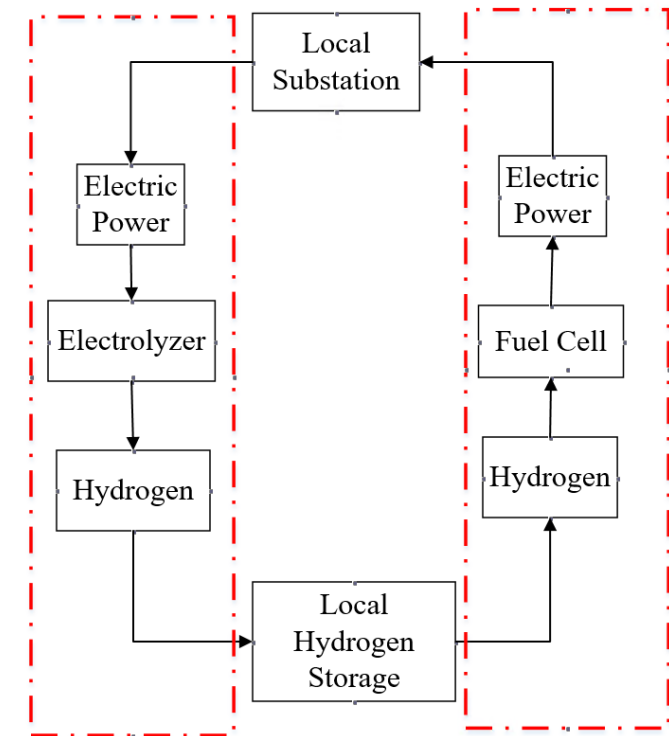 Local
Substation
Electric
Power
Electrolyzer
Hydrogen
Local
Hydrogen
Storage
Hydrogen
Fuel Cell
Electric
Power